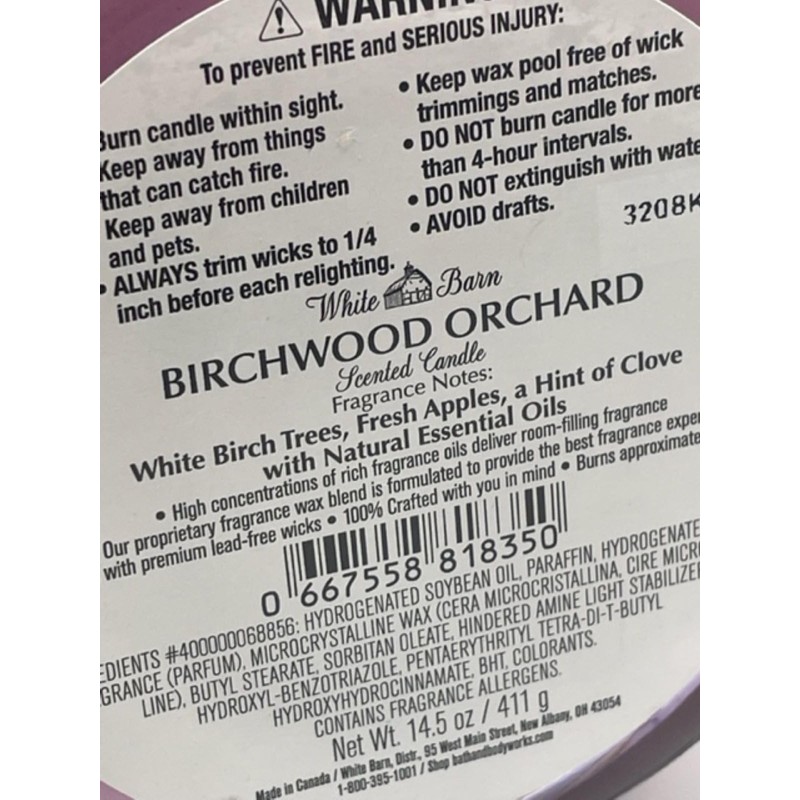 WARNIN
To prevent FIRE and SERIOUS INJURY:
Burn candle within sight.
Keep away from things
that can catch fire.
Keep away from children
and pets.
• ALWAYS trim wicks to 1/4
inch before each relighting.
• Keep wax pool free of wick
trimmings and matches.
• DO NOT burn candle for more
than 4-hour intervals.
• DO NOT extinguish with wate
• AVOID drafts.
3208K
White Barn
BIRCHWOOD ORCHARD
Scented Candle
Fragrance Notes:
White Birch Trees, Fresh Apples, a Hint of Clove
with Natural Essential Oils
• High concentrations of rich fragrance oils deliver room-filling fragrance
Our proprietary fragrance wax blend is formulated to provide the best fragrance expe
with premium lead-free wicks • 100% Crafted with you in mind • Burns approximate
0 667558 818350
EDIENTS #400000068856: HYDROGENATED SOYBEAN OIL, PARAFFIN, HYDROGENATE
GRANCE (PARFUM), MICROCRYSTALLINE WAX (CERA MICROCRISTALLINA, CIRE MICR
LINE), BUTYL STEARATE, SORBITAN OLEATE, HINDERED AMINE LIGHT STABILIZE
HYDROXYL-BENZOTRIAZOLE, PENTAERYTHRITYL TETRA-DI-T-BUTYL
HYDROXYHYDROCINNAMATE, BHT, COLORANTS.
CONTAINS FRAGRANCE ALLERGENS.
Net Wt. 14.5 oz / 411 g
Made in Canada / White Barn, Distr., 95 West Main Street, New Albany, OH 43054
1-800-395-1001 / Shop bathandbodyworks.com